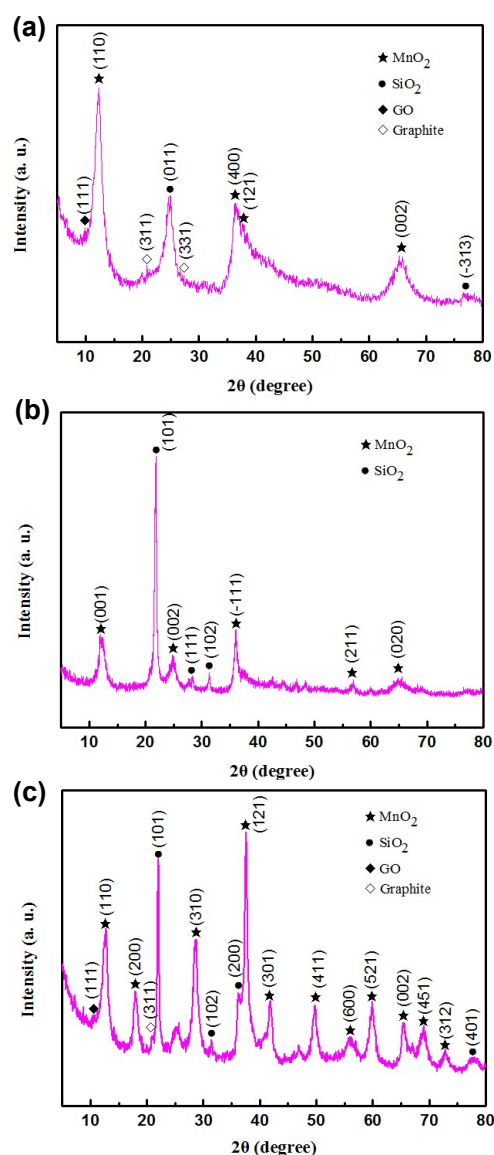 (a)
★ (110)
★ MnO₂
● SiO₂
◆ GO
◇ Graphite
◆ (111)
◇ (311)
● (011)
◇ (331)
★ (400)
★ (121)
★ (002)
● (-313)
Intensity (a. u.)
10 20 30 40 50 60 70 80
2θ (degree)
(b)
● (101)
★ MnO₂
● SiO₂
★ (001)
★ (002)
● (111)
● (102)
★ (-111)
★ (211)
★ (020)
Intensity (a. u.)
10 20 30 40 50 60 70 80
2θ (degree)
(c)
★ MnO₂
● SiO₂
◆ GO
◇ Graphite
◆ (111)
★ (110)
★ (200)
◇ (311)
● (101)
★ (310)
● (102)
● (200)
★ (121)
★ (301)
★ (411)
★ (600)
★ (521)
★ (002)
★ (451)
★ (312)
● (401)
Intensity (a. u.)
10 20 30 40 50 60 70 80
2θ (degree)